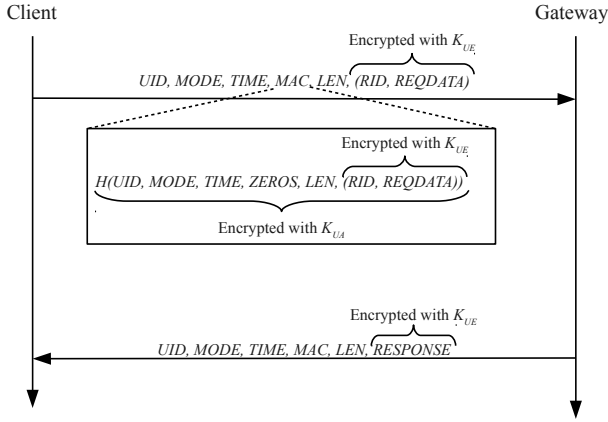 Client
Gateway
Encrypted with K_UE
UID, MODE, TIME, MAC, LEN, (RID, REQDATA)
Encrypted with K_UE
H(UID, MODE, TIME, ZEROS, LEN, (RID, REQDATA))
Encrypted with K_UA
Encrypted with K_UE
UID, MODE, TIME, MAC, LEN, RESPONSE